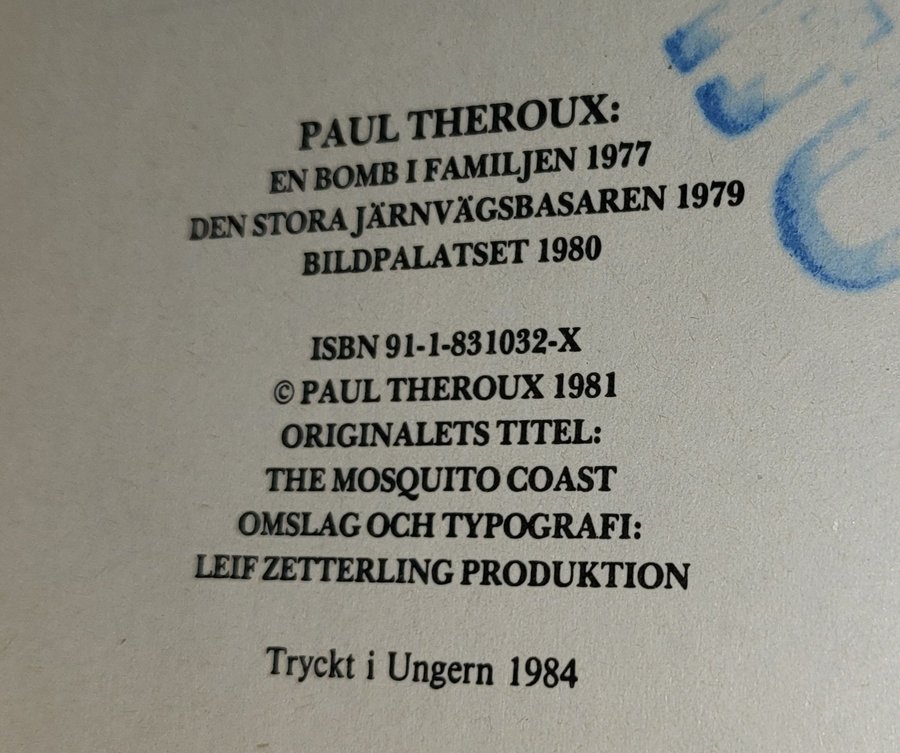 PAUL THEROUX:
EN BOMB I FAMILJEN 1977
DEN STORA JÄRNVÄGSBASAREN 1979
BILDPALATSET 1980
ISBN 91-1-831032-X
© PAUL THEROUX 1981
ORIGINALETS TITEL:
THE MOSQUITO COAST
OMSLAG OCH TYPOGRAFI:
LEIF ZETTERLING PRODUKTION
Tryckt i Ungern 1984